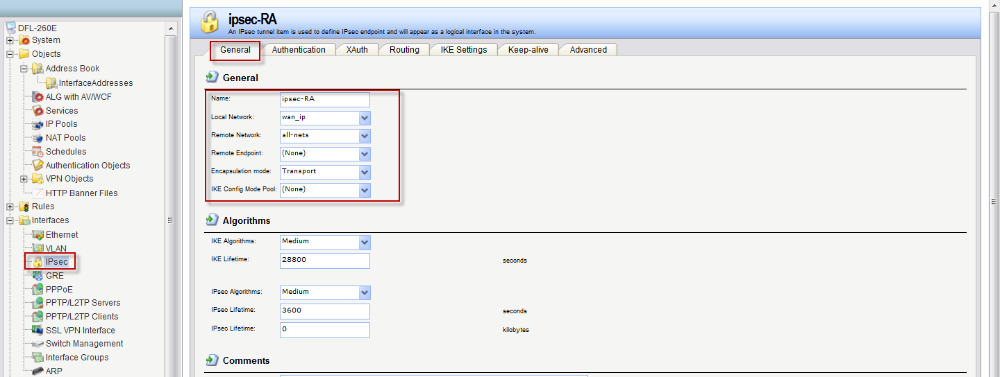 DFL-260E
System
Objects
Address Book
InterfaceAddresses
ALG with AV/WCF
Services
IP Pools
NAT Pools
Schedules
Authentication Objects
VPN Objects
HTTP Banner Files
Rules
Interfaces
Ethernet
VLAN
IPsec
GRE
PPPoE
PPTP/L2TP Servers
PPTP/L2TP Clients
SSL VPN Interface
Switch Management
Interface Groups
ARP
ipsec-RA
An IPsec tunnel item is used to define IPsec endpoint and will appear as a logical interface in the system.
General Authentication XAuth Routing IKE Settings Keep-alive Advanced
General
Name: ipsec-RA
Local Network: wan_ip
Remote Network: all-nets
Remote Endpoint: (None)
Encapsulation mode: Transport
IKE Config Mode Pool: (None)
Algorithms
IKE Algorithms: Medium
IKE Lifetime: 28800 seconds
IPsec Algorithms: Medium
IPsec Lifetime: 3600 seconds
IPsec Lifetime: 0 kilobytes
Comments